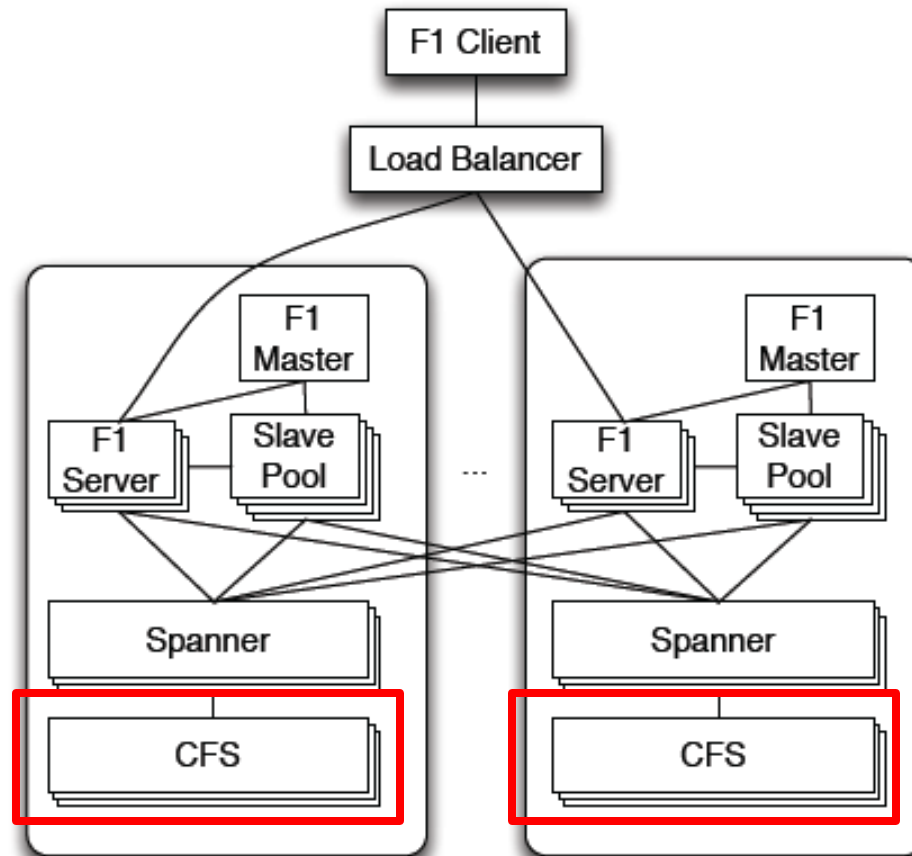 F1 Client
Load Balancer
F1
Master
F1
Server
Slave
Pool
Spanner
CFS
...
F1
Master
F1
Server
Slave
Pool
Spanner
CFS